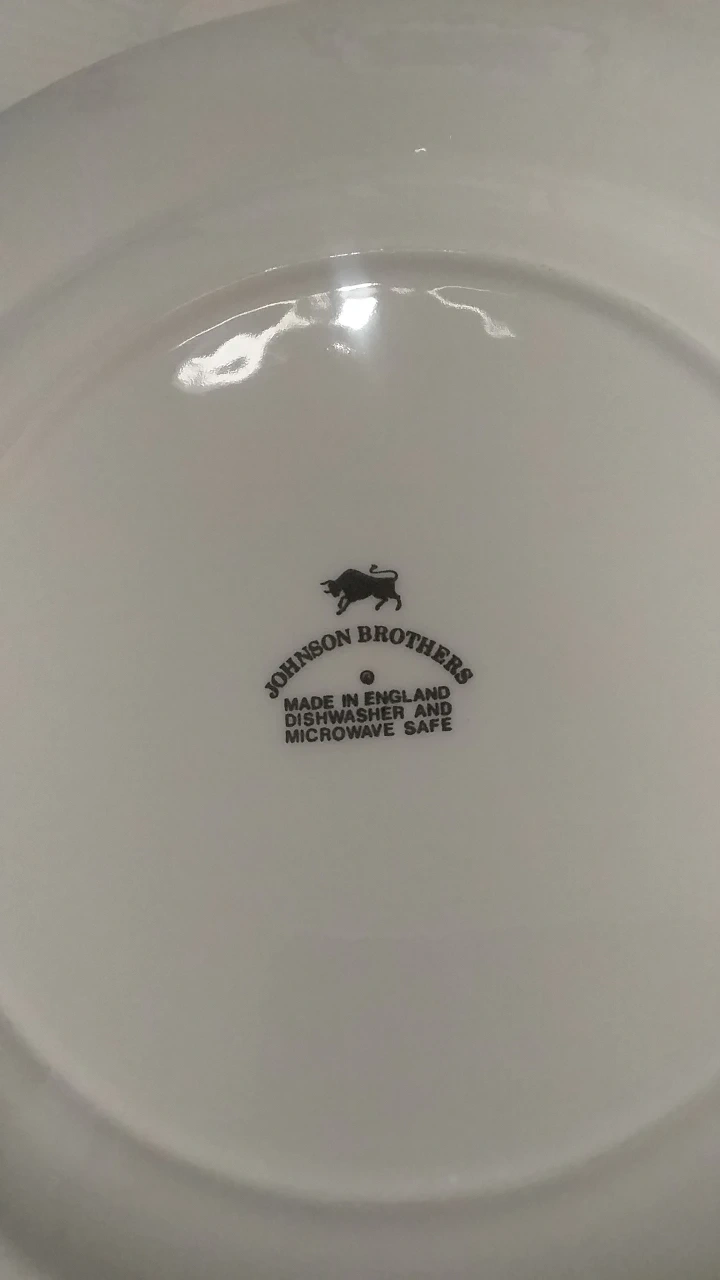 JOHNSON BROTHERS
MADE IN ENGLAND
DISHWASHER AND
MICROWAVE SAFE